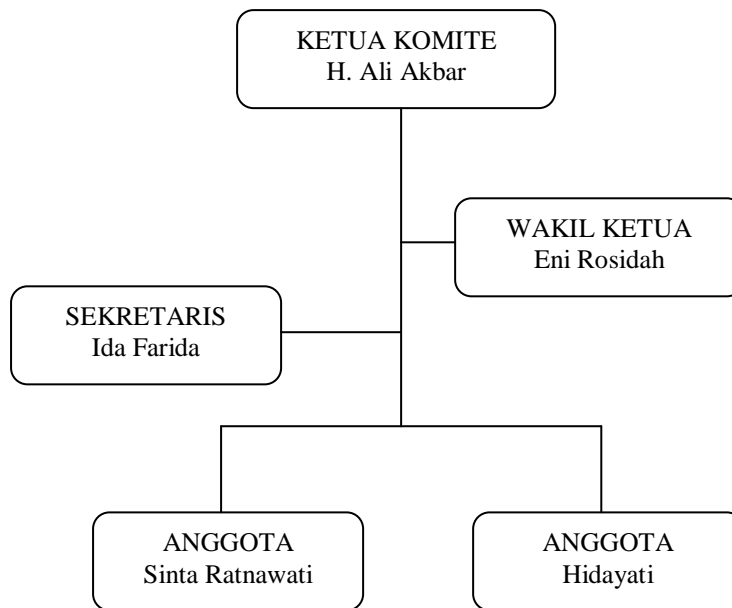 KETUA KOMITE
H. Ali Akbar
WAKIL KETUA
Eni Rosidah
SEKRETARIS
Ida Farida
ANGGOTA
Sinta Ratnawati
ANGGOTA
Hidayati